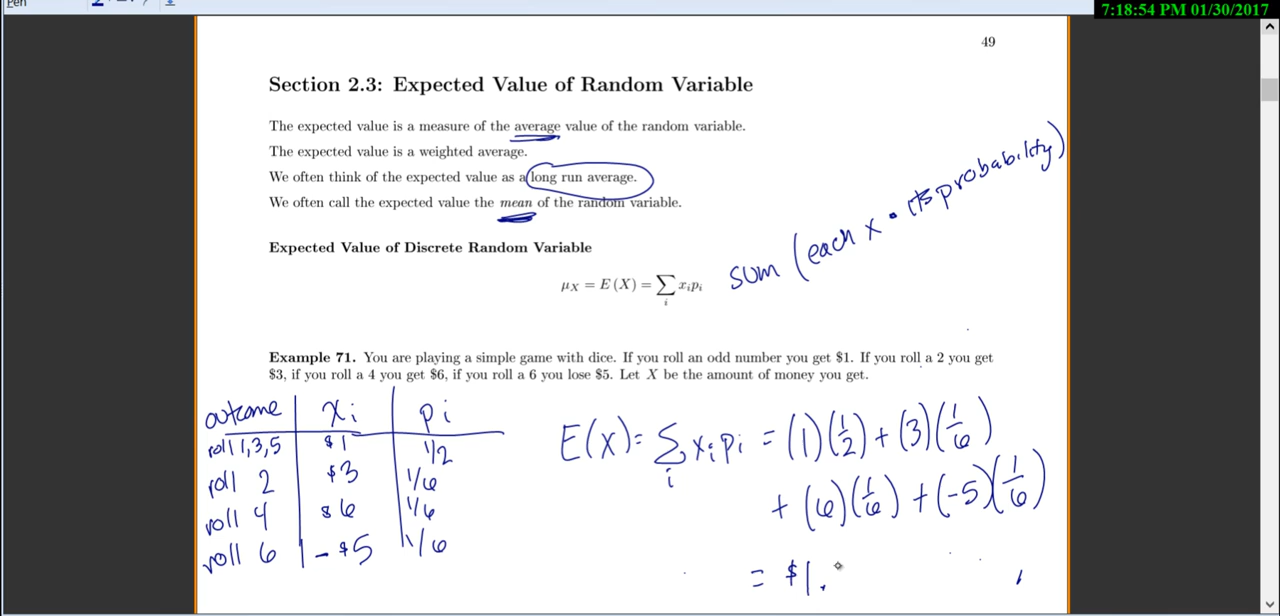 Pen
7:18:54 PM 01/30/2017
49
Section 2.3: Expected Value of Random Variable
The expected value is a measure of the average value of the random variable.
The expected value is a weighted average.
We often think of the expected value as a long run average.
We often call the expected value the mean of the random variable.
Expected Value of Discrete Random Variable
μX = E (X) = ∑ xᵢpᵢ
i
sum (each x • its probability)
Example 71. You are playing a simple game with dice. If you roll an odd number you get $1. If you roll a 2 you get
$3, if you roll a 4 you get $6, if you roll a 6 you lose $5. Let X be the amount of money you get.
outcome | xi | pi
roll 1,3,5 | $1 | 1/2
roll 2 | $3 | 1/6
roll 4 | $6 | 1/6
roll 6 | -$5 | 1/6
E(x) = ∑ xi pi = (1)(1/2) + (3)(1/6)
i
+ (6)(1/6) + (-5)(1/6)
= $1.